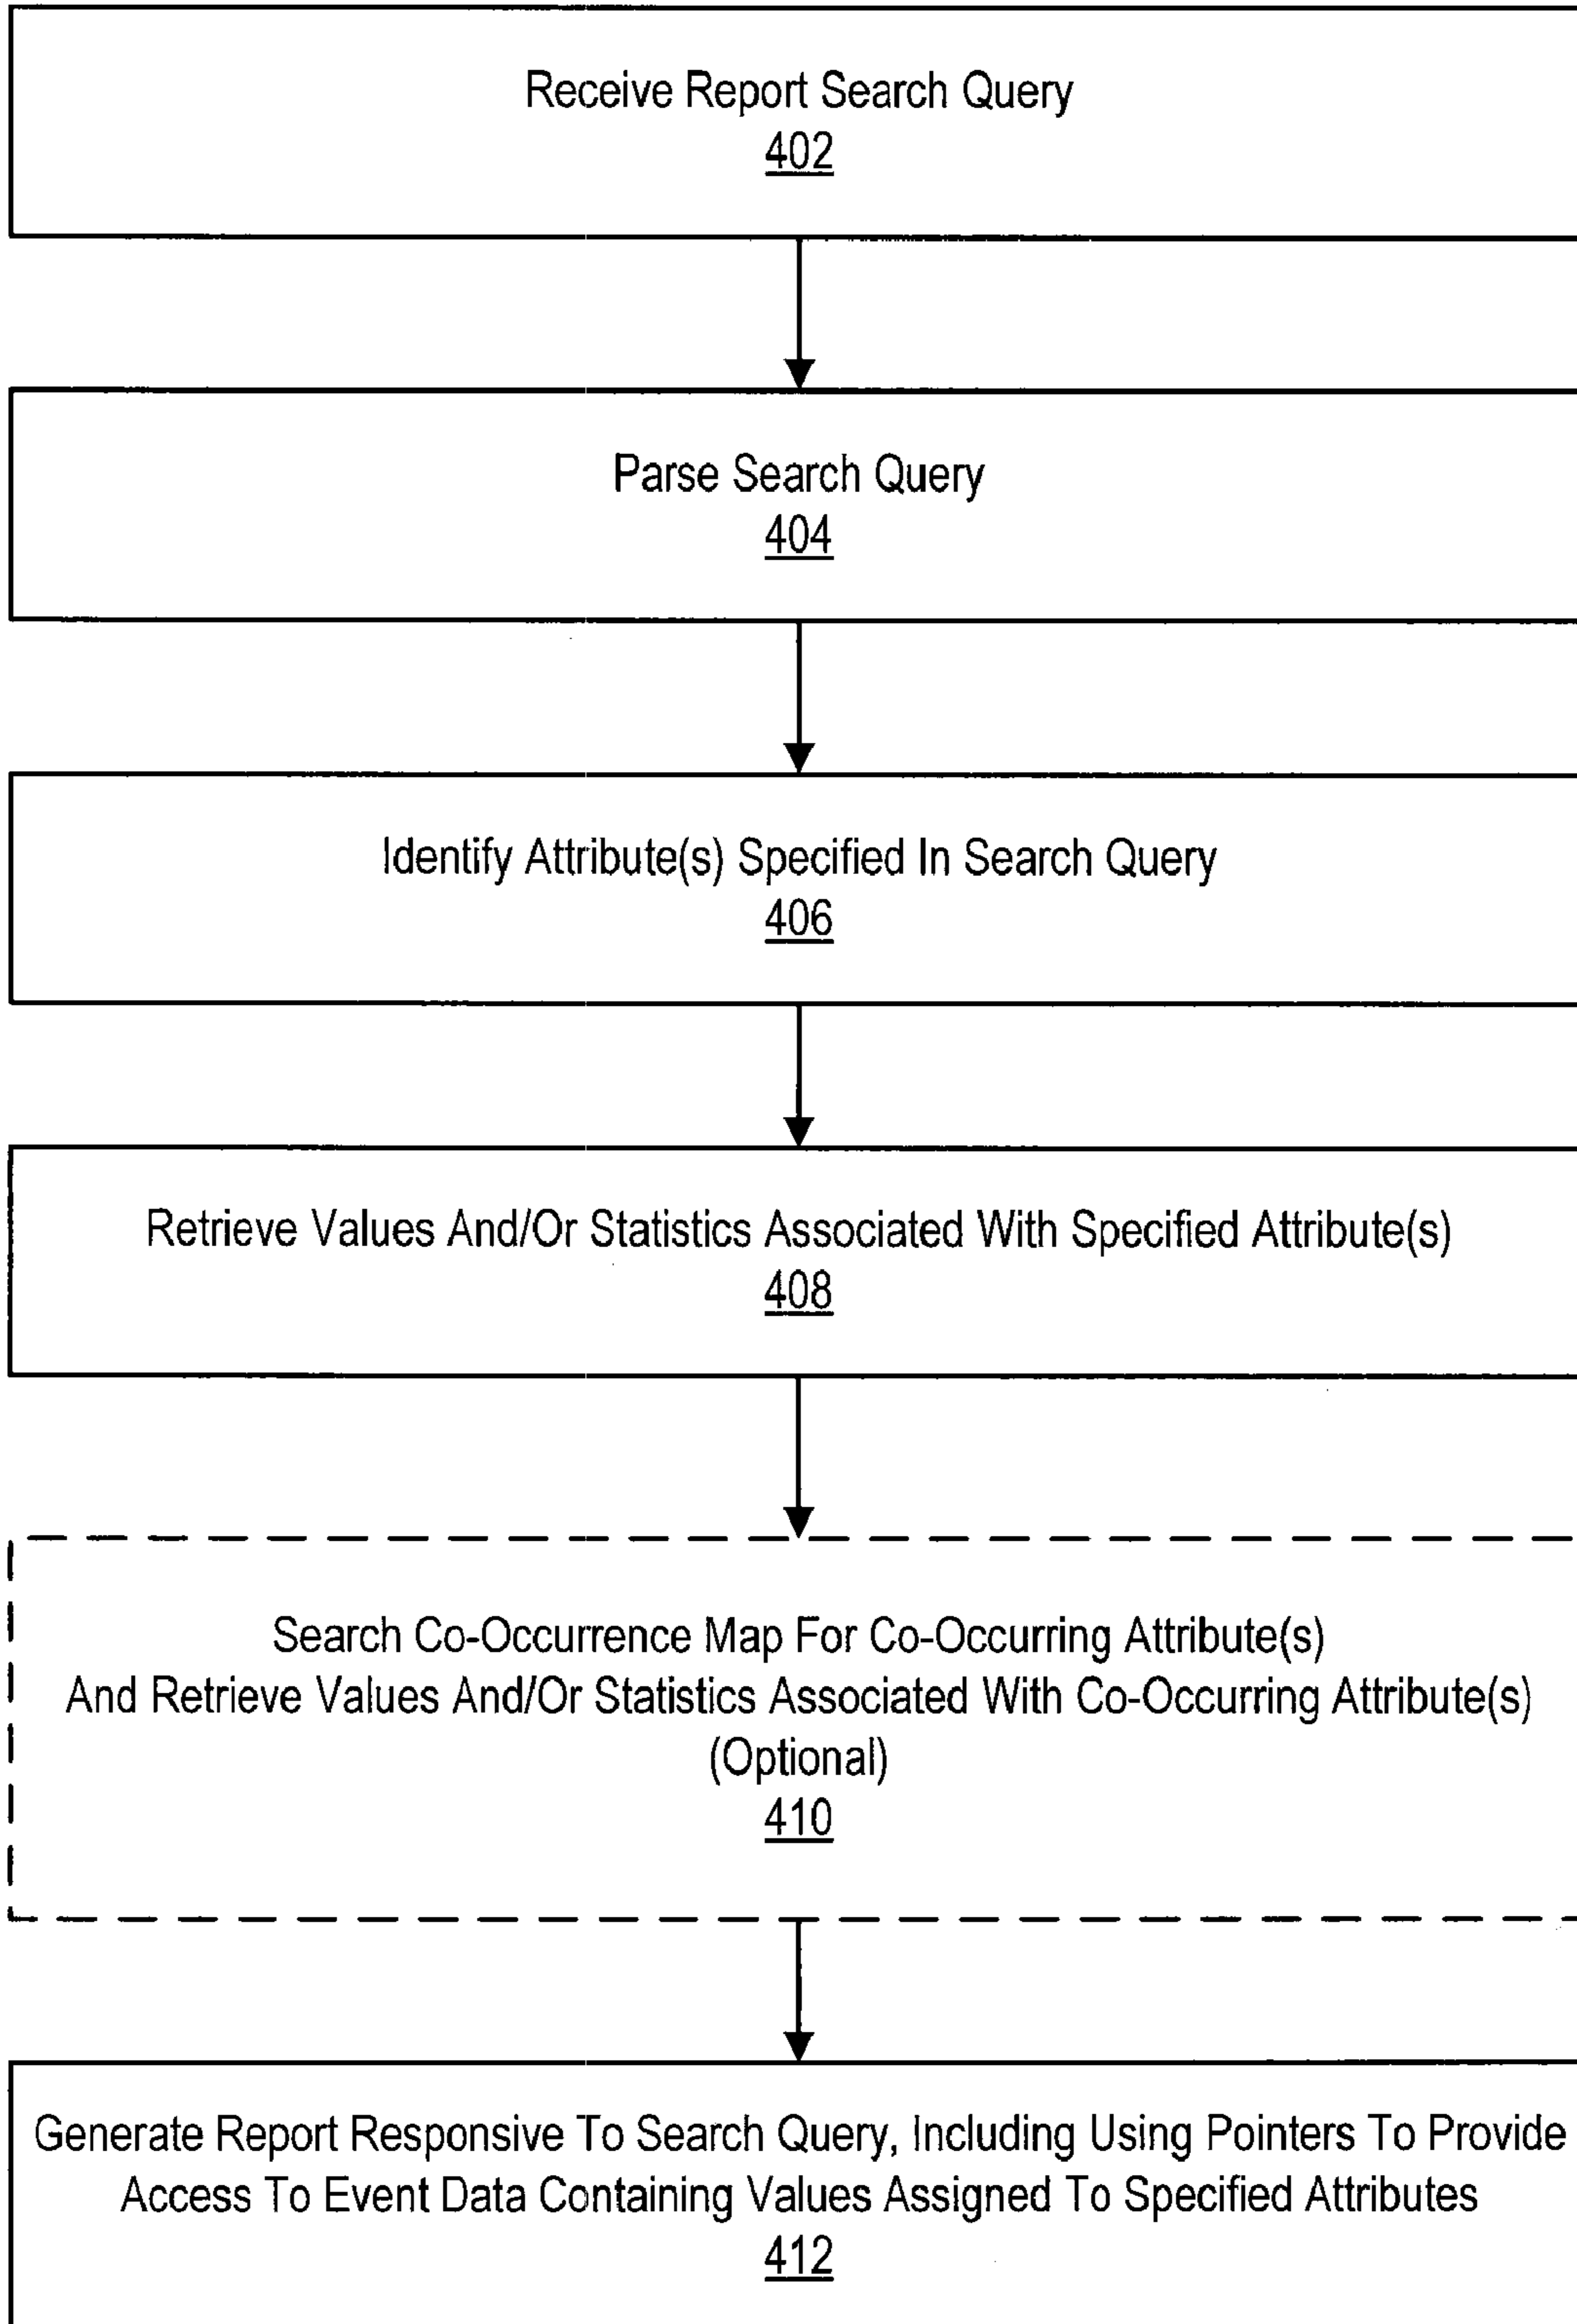 Receive Report Search Query
402
Parse Search Query
404
Identify Attribute(s) Specified In Search Query
406
Retrieve Values And/Or Statistics Associated With Specified Attribute(s)
408
Search Co-Occurrence Map For Co-Occurring Attribute(s)
And Retrieve Values And/Or Statistics Associated With Co-Occurring Attribute(s)
(Optional)
410
Generate Report Responsive To Search Query, Including Using Pointers To Provide
Access To Event Data Containing Values Assigned To Specified Attributes
412